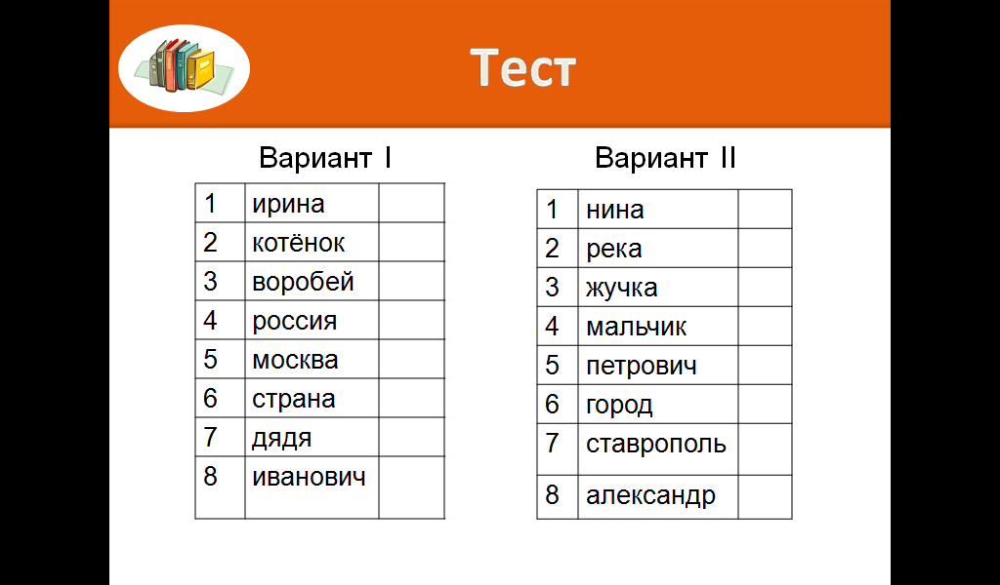 Тест
Вариант I
1 ирина
2 котёнок
3 воробей
4 россия
5 москва
6 страна
7 дядя
8 иванович
Вариант II
1 нина
2 река
3 жучка
4 мальчик
5 петрович
6 город
7 ставрополь
8 александр